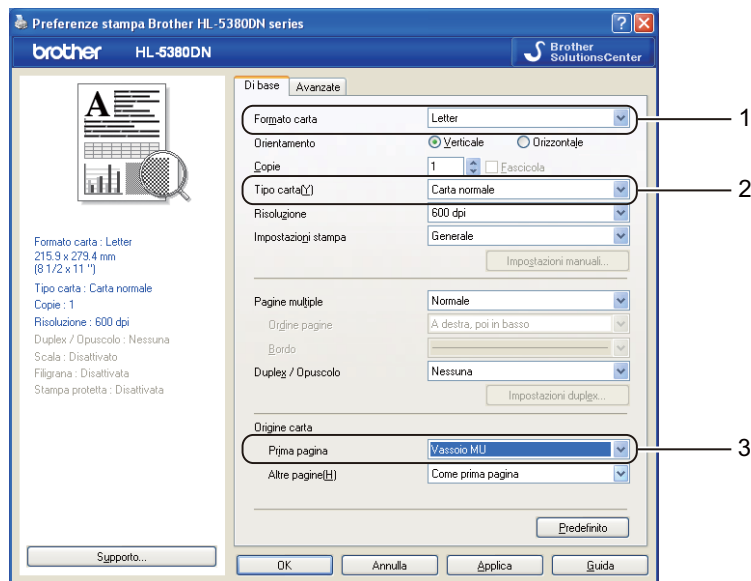 Preferenze stampa Brother HL-5380DN series
brother HL-5380DN Brother SolutionsCenter
Di base Avanzate
Formato carta Letter 1
Orientamento Verticale Orizzontale
Copie 1 Fascicola
Tipo carta(Y) Carta normale 2
Risoluzione 600 dpi
Impostazioni stampa Generale
Impostazioni manuali...
Pagine multiple Normale
Ordine pagine A destra, poi in basso
Bordo
Duplex / Opuscolo Nessuna
Impostazioni duplex...
Origine carta
Prima pagina Vassoio MU 3
Altre pagine(H) Come prima pagina
Predefinito
A
Formato carta : Letter
215.9 x 279.4 mm
(8 1/2 x 11 ")
Tipo carta : Carta normale
Copie : 1
Risoluzione : 600 dpi
Duplex / Opuscolo : Nessuna
Scala : Disattivato
Filigrana : Disattivata
Stampa protetta : Disattivata
Supporto...
OK Annulla Applica Guida